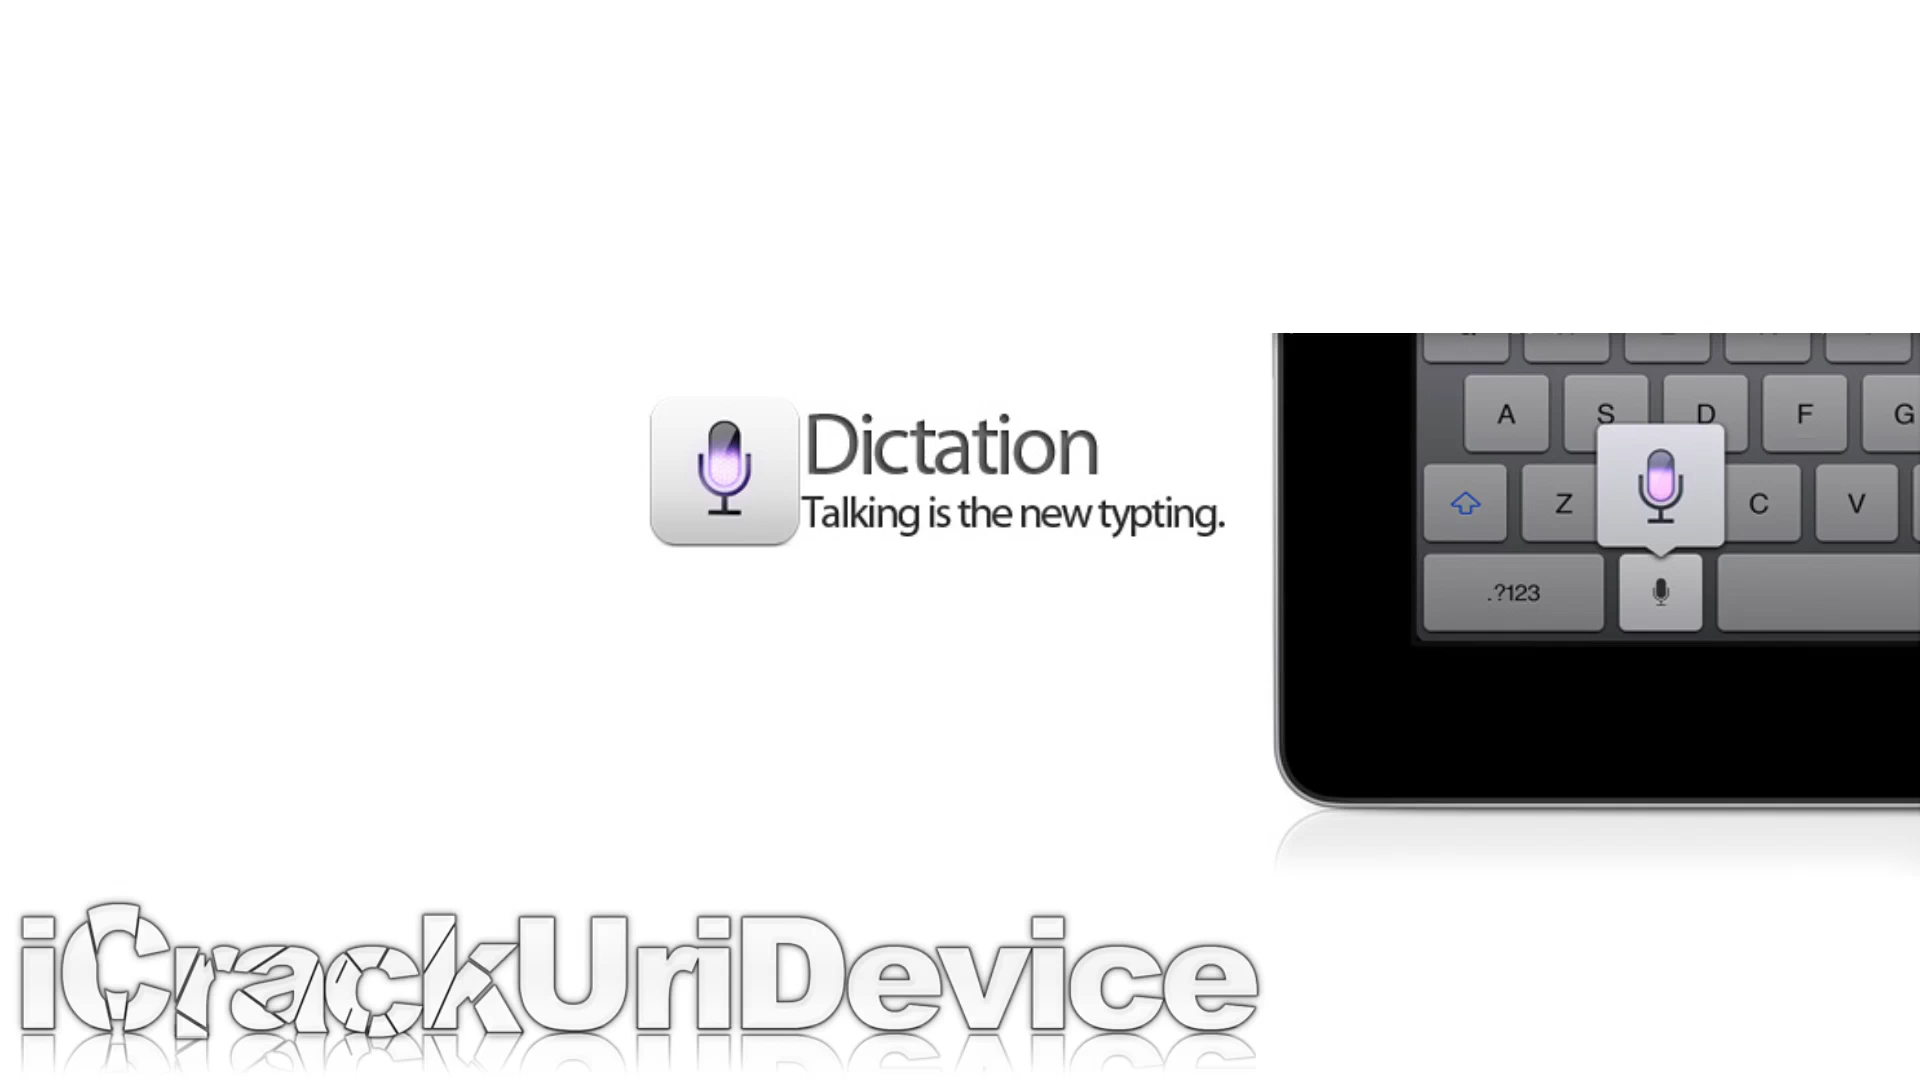 Dictation
Talking is the new typting.
A S D F G
Z C V
.?123
iCrackUriDevice